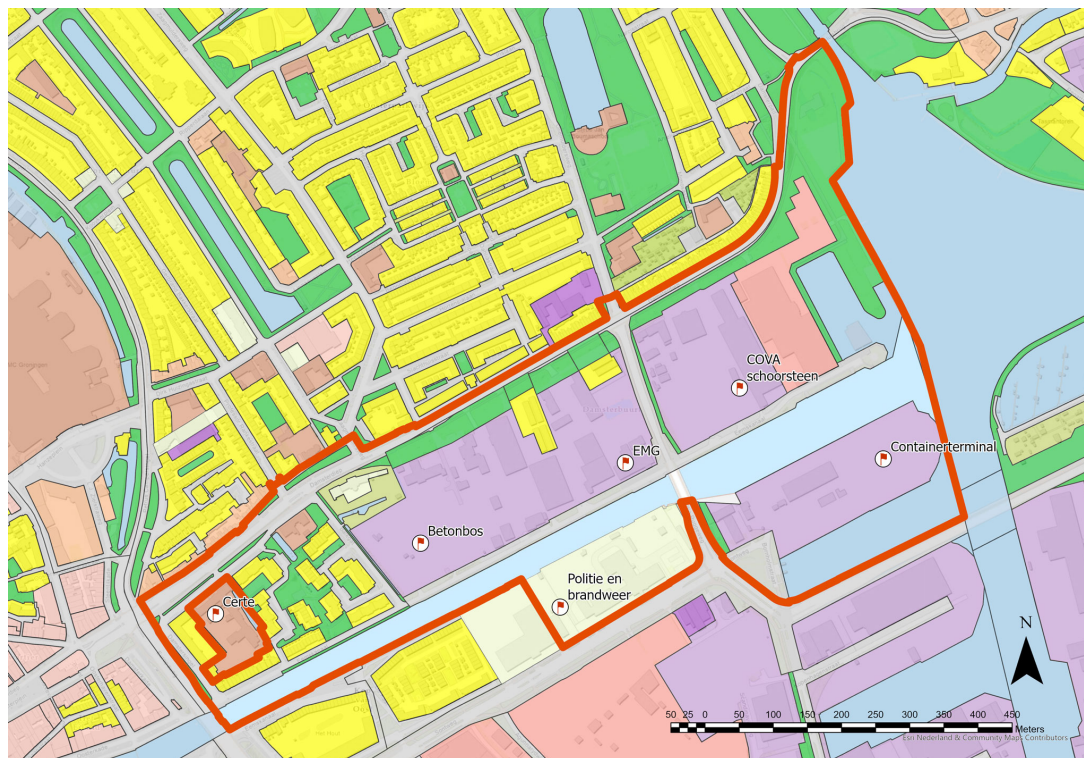 COVA
schoorsteen
EMG
Containerterminal
Betonbos
Politie en
brandweer
Certe
N
50 25 0 50 100 150 200 250 300 350 400 450
Meters
Esri Nederland & Community Maps Contributors